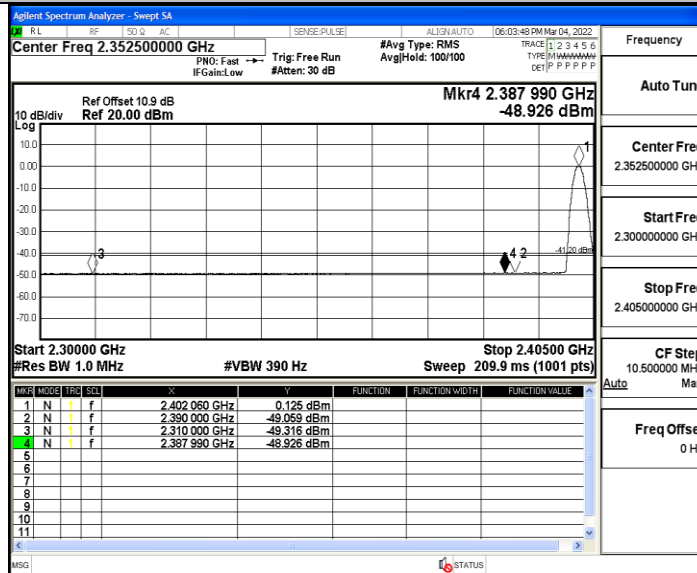 Agilent Spectrum Analyzer - Swept SA
RL RF 50 Ω AC SENSE:PULSE ALIGN AUTO 06:03:48 PM Mar 04, 2022
Center Freq 2.352500000 GHz
PNO: Fast
IFGain:Low
Trig: Free Run
#Atten: 30 dB
#Avg Type: RMS
Avg|Hold: 100/100
TRACE 1 2 3 4 5 6
TYPE M W W W W W
DET P P P P P P
Ref Offset 10.9 dB
Ref 20.00 dBm
10 dB/div
Log
Mkr4 2.387 990 GHz
-48.926 dBm
10.0
0.00
-10.0
-20.0
-30.0
-40.0
-50.0
-60.0
-70.0
1
3
4 2
-41.20 dBm
Start 2.30000 GHz
Stop 2.40500 GHz
#Res BW 1.0 MHz #VBW 390 Hz Sweep 209.9 ms (1001 pts)
MKR MODE TRC SCL X Y FUNCTION FUNCTION WIDTH FUNCTION VALUE
1 N 1 f 2.402 060 GHz 0.125 dBm
2 N 1 f 2.390 000 GHz -49.059 dBm
3 N 1 f 2.310 000 GHz -49.316 dBm
4 N 1 f 2.387 990 GHz -48.926 dBm
5
6
7
8
9
10
11
MSG STATUS
Frequency
Auto Tun
Center Fre
2.352500000 GH
Start Fre
2.300000000 GH
Stop Fre
2.405000000 GH
CF Step
10.500000 MH
Auto Ma
Freq Offse
0 H